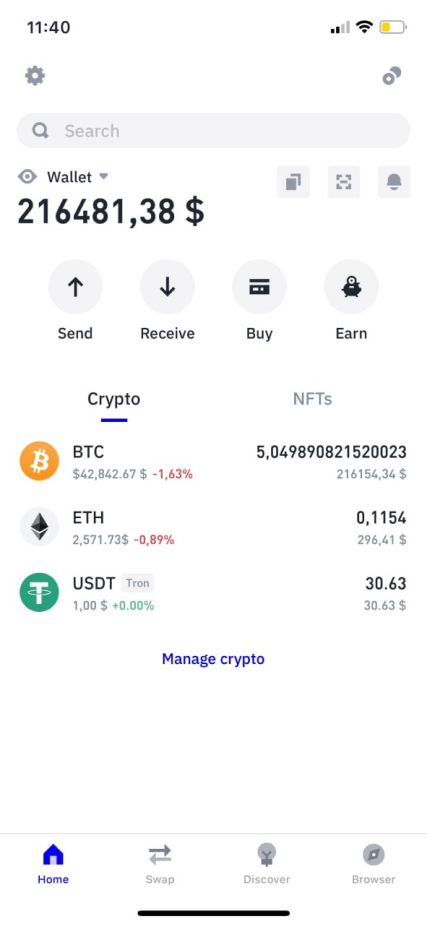 11:40
Search
Wallet
216481,38 $
Send Receive Buy Earn
Crypto NFTs
BTC 5,049890821520023
$42,842.67 $ -1,63% 216154,34 $
ETH 0,1154
2,571.73$ -0,89% 296,41 $
USDT Tron 30.63
1,00 $ +0.00% 30.63 $
Manage crypto
Home Swap Discover Browser